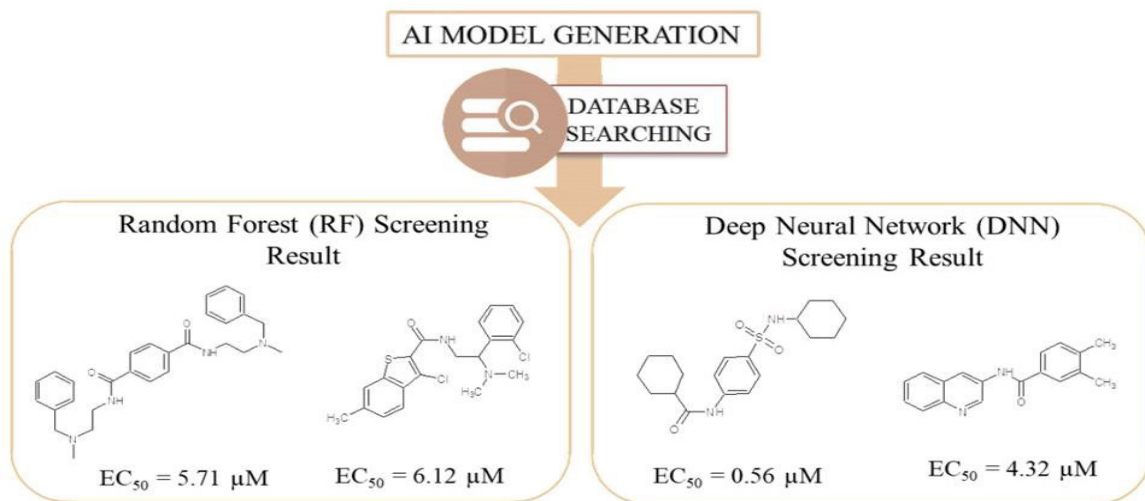 AI MODEL GENERATION
DATABASE
SEARCHING
Random Forest (RF) Screening
Result
O
N
NH
O
NH
N
O
NH
Cl
S
Cl
N
CH₃
H₃C
CH₃
EC₅₀ = 5.71 µM
EC₅₀ = 6.12 µM
Deep Neural Network (DNN)
Screening Result
NH
O
S
O
NH
O
NH
N
O
CH₃
CH₃
EC₅₀ = 0.56 µM
EC₅₀ = 4.32 µM